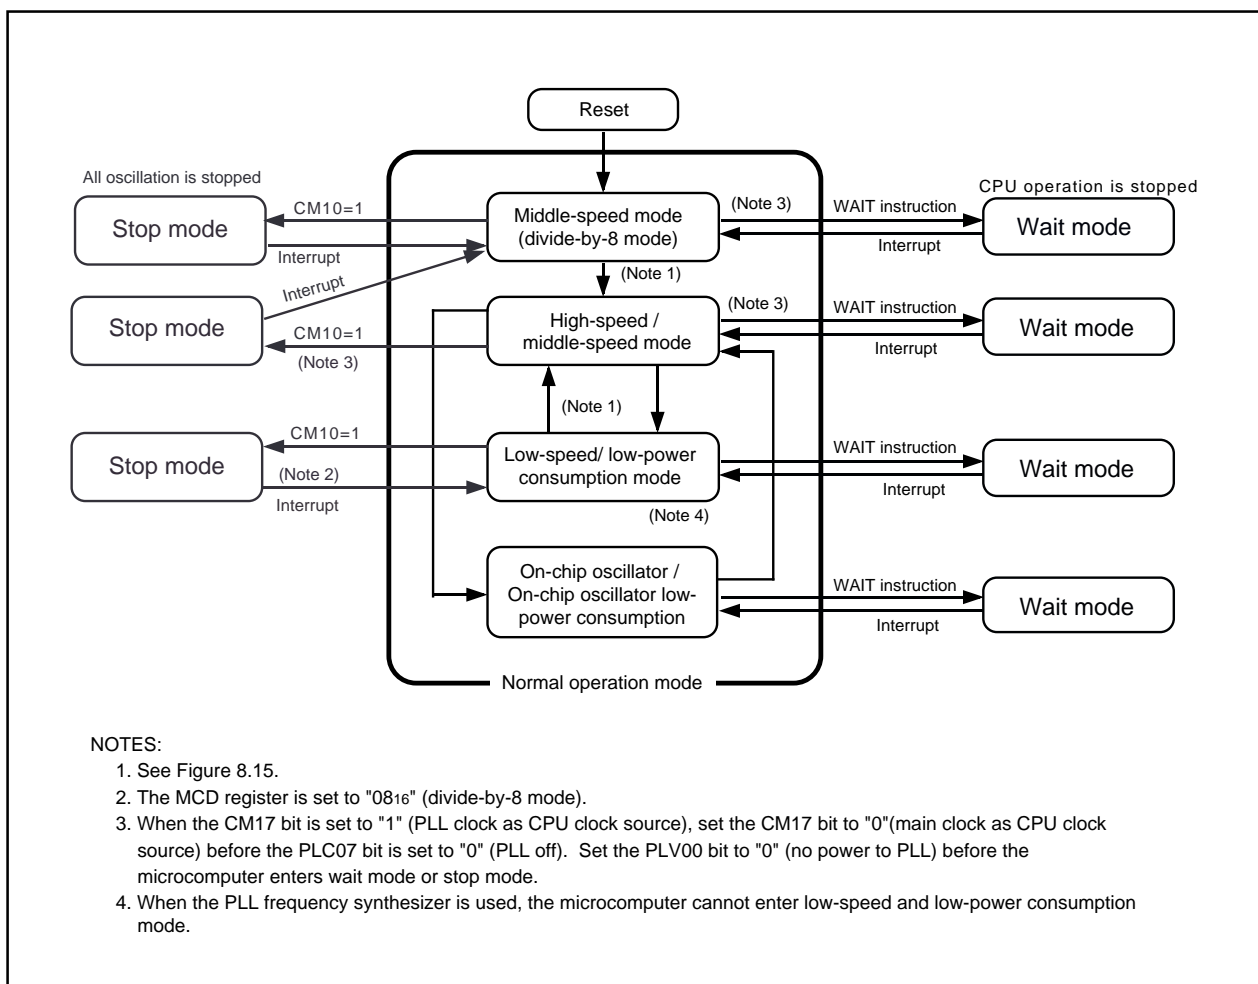 Reset
All oscillation is stopped
CPU operation is stopped
Stop mode
CM10=1
Interrupt
Middle-speed mode
(divide-by-8 mode)
(Note 3)
WAIT instruction
Interrupt
Wait mode
Interrupt
(Note 1)
Stop mode
CM10=1
(Note 3)
High-speed /
middle-speed mode
(Note 3)
WAIT instruction
Interrupt
Wait mode
(Note 1)
Stop mode
CM10=1
(Note 2)
Interrupt
Low-speed/ low-power
consumption mode
(Note 4)
WAIT instruction
Interrupt
Wait mode
On-chip oscillator /
On-chip oscillator low-
power consumption
WAIT instruction
Interrupt
Wait mode
Normal operation mode
NOTES:
1. See Figure 8.15.
2. The MCD register is set to "0816" (divide-by-8 mode).
3. When the CM17 bit is set to "1" (PLL clock as CPU clock source), set the CM17 bit to "0"(main clock as CPU clock
source) before the PLC07 bit is set to "0" (PLL off). Set the PLV00 bit to "0" (no power to PLL) before the
microcomputer enters wait mode or stop mode.
4. When the PLL frequency synthesizer is used, the microcomputer cannot enter low-speed and low-power consumption
mode.